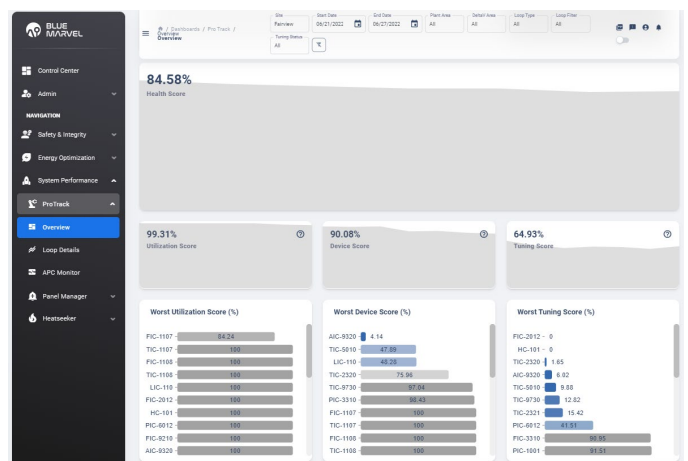 BLUE
MARVEL
Control Center
Admin
NAVIGATION
Safety & Integrity
Energy Optimization
System Performance
ProTrack
Overview
Loop Details
APC Monitor
Panel Manager
Heatseeker
/ Dashboards / Pro Track /
Overview
Overview
Site
Fairview
Start Date
06/21/2022
End Date
06/27/2022
Plant Area
All
Detail Area
All
Loop Type
All
Loop Filter
All
Tuning Status
All
84.58%
Health Score
99.31%
Utilization Score
90.08%
Device Score
64.93%
Tuning Score
Worst Utilization Score (%)
FIC-1107 84.24
TIC-1107 100
FIC-1108 100
TIC-1108 100
LIC-110 100
FIC-2012 100
HC-101 100
PIC-6012 100
FIC-9210 100
AIC-9320 100
Worst Device Score (%)
AIC-9320 4.14
TIC-5010 47.89
LIC-110 48.28
TIC-2320 75.96
TIC-9730 97.04
PIC-3310 98.43
FIC-1107 100
TIC-1107 100
FIC-1108 100
TIC-1108 100
Worst Tuning Score (%)
FIC-2012 0
HC-101 0
TIC-2320 1.65
AIC-9320 6.02
TIC-5010 9.88
TIC-9730 12.82
TIC-2321 15.42
PIC-6012 41.51
FIC-3310 90.95
PIC-1001 91.51